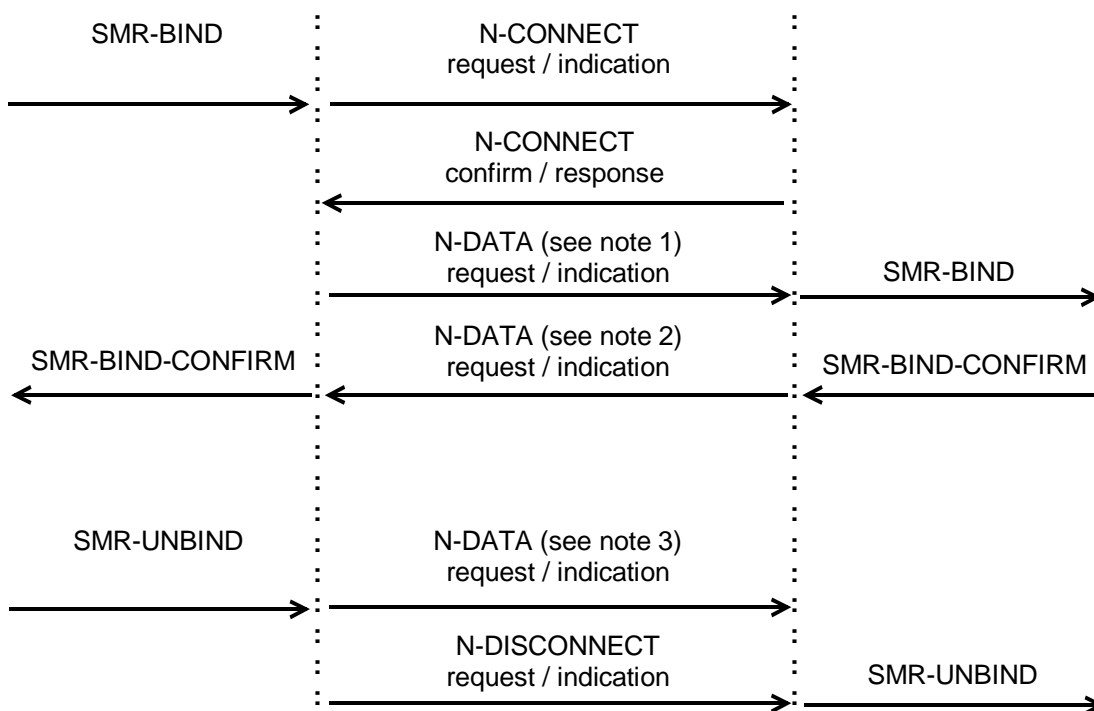 SMR-BIND
N-CONNECT
request / indication
N-CONNECT
confirm / response
N-DATA (see note 1)
request / indication
SMR-BIND
SMR-BIND-CONFIRM
N-DATA (see note 2)
request / indication
SMR-BIND-CONFIRM
SMR-UNBIND
N-DATA (see note 3)
request / indication
N-DISCONNECT
request / indication
SMR-UNBIND